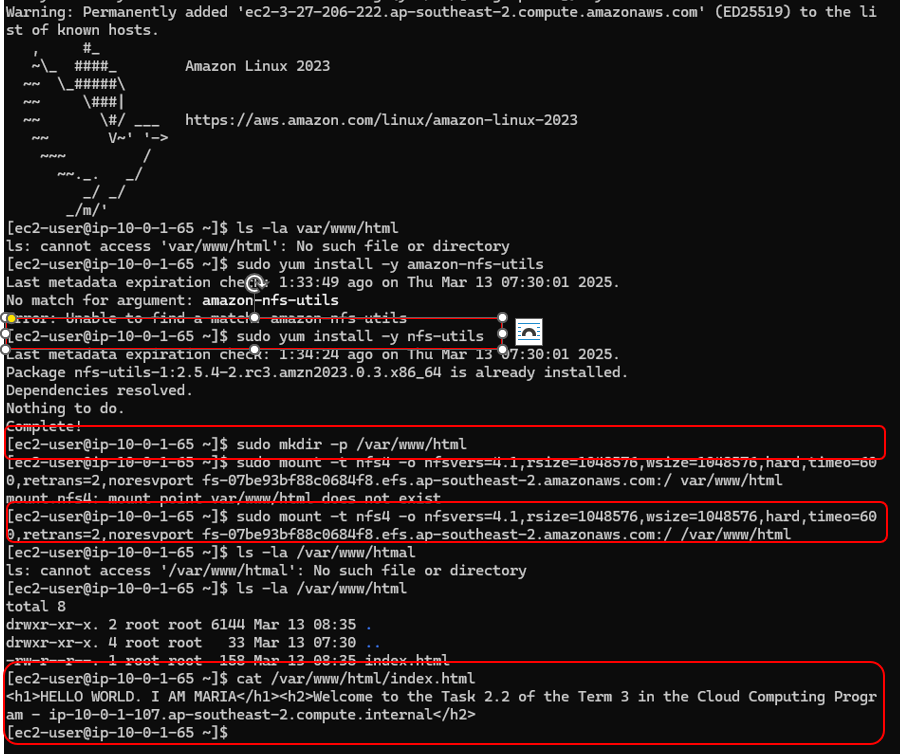 Warning: Permanently added 'ec2-3-27-206-222.ap-southeast-2.compute.amazonaws.com' (ED25519) to the li
st of known hosts.
   ,     #_
   ~\_  ####_        Amazon Linux 2023
  ~~  \_#####\
  ~~     \###|
  ~~       \#/ ___   https://aws.amazon.com/linux/amazon-linux-2023
   ~~       V~' '->
    ~~~         /
      ~~._.   _/
         _/ _/
       _/m/'
[ec2-user@ip-10-0-1-65 ~]$ ls -la var/www/html
ls: cannot access 'var/www/html': No such file or directory
[ec2-user@ip-10-0-1-65 ~]$ sudo yum install -y amazon-nfs-utils
Last metadata expiration check: 1:33:49 ago on Thu Mar 13 07:30:01 2025.
No match for argument: amazon-nfs-utils
Error: Unable to find a match: amazon-nfs-utils
[ec2-user@ip-10-0-1-65 ~]$ sudo yum install -y nfs-utils
Last metadata expiration check: 1:34:24 ago on Thu Mar 13 07:30:01 2025.
Package nfs-utils-1:2.5.4-2.rc3.amzn2023.0.3.x86_64 is already installed.
Dependencies resolved.
Nothing to do.
Complete!
[ec2-user@ip-10-0-1-65 ~]$ sudo mkdir -p /var/www/html
[ec2-user@ip-10-0-1-65 ~]$ sudo mount -t nfs4 -o nfsvers=4.1,rsize=1048576,wsize=1048576,hard,timeo=60
0,retrans=2,noresvport fs-07be93bf88c0684f8.efs.ap-southeast-2.amazonaws.com:/ var/www/html
mount.nfs4: mount point var/www/html does not exist
[ec2-user@ip-10-0-1-65 ~]$ sudo mount -t nfs4 -o nfsvers=4.1,rsize=1048576,wsize=1048576,hard,timeo=60
0,retrans=2,noresvport fs-07be93bf88c0684f8.efs.ap-southeast-2.amazonaws.com:/ /var/www/html
[ec2-user@ip-10-0-1-65 ~]$ ls -la /var/www/htmal
ls: cannot access '/var/www/htmal': No such file or directory
[ec2-user@ip-10-0-1-65 ~]$ ls -la /var/www/html
total 8
drwxr-xr-x. 2 root root 6144 Mar 13 08:35 .
drwxr-xr-x. 4 root root   33 Mar 13 07:30 ..
-rw-r--r--. 1 root root  158 Mar 13 08:35 index.html
[ec2-user@ip-10-0-1-65 ~]$ cat /var/www/html/index.html
<h1>HELLO WORLD. I AM MARIA</h1><h2>Welcome to the Task 2.2 of the Term 3 in the Cloud Computing Progr
am - ip-10-0-1-107.ap-southeast-2.compute.internal</h2>
[ec2-user@ip-10-0-1-65 ~]$